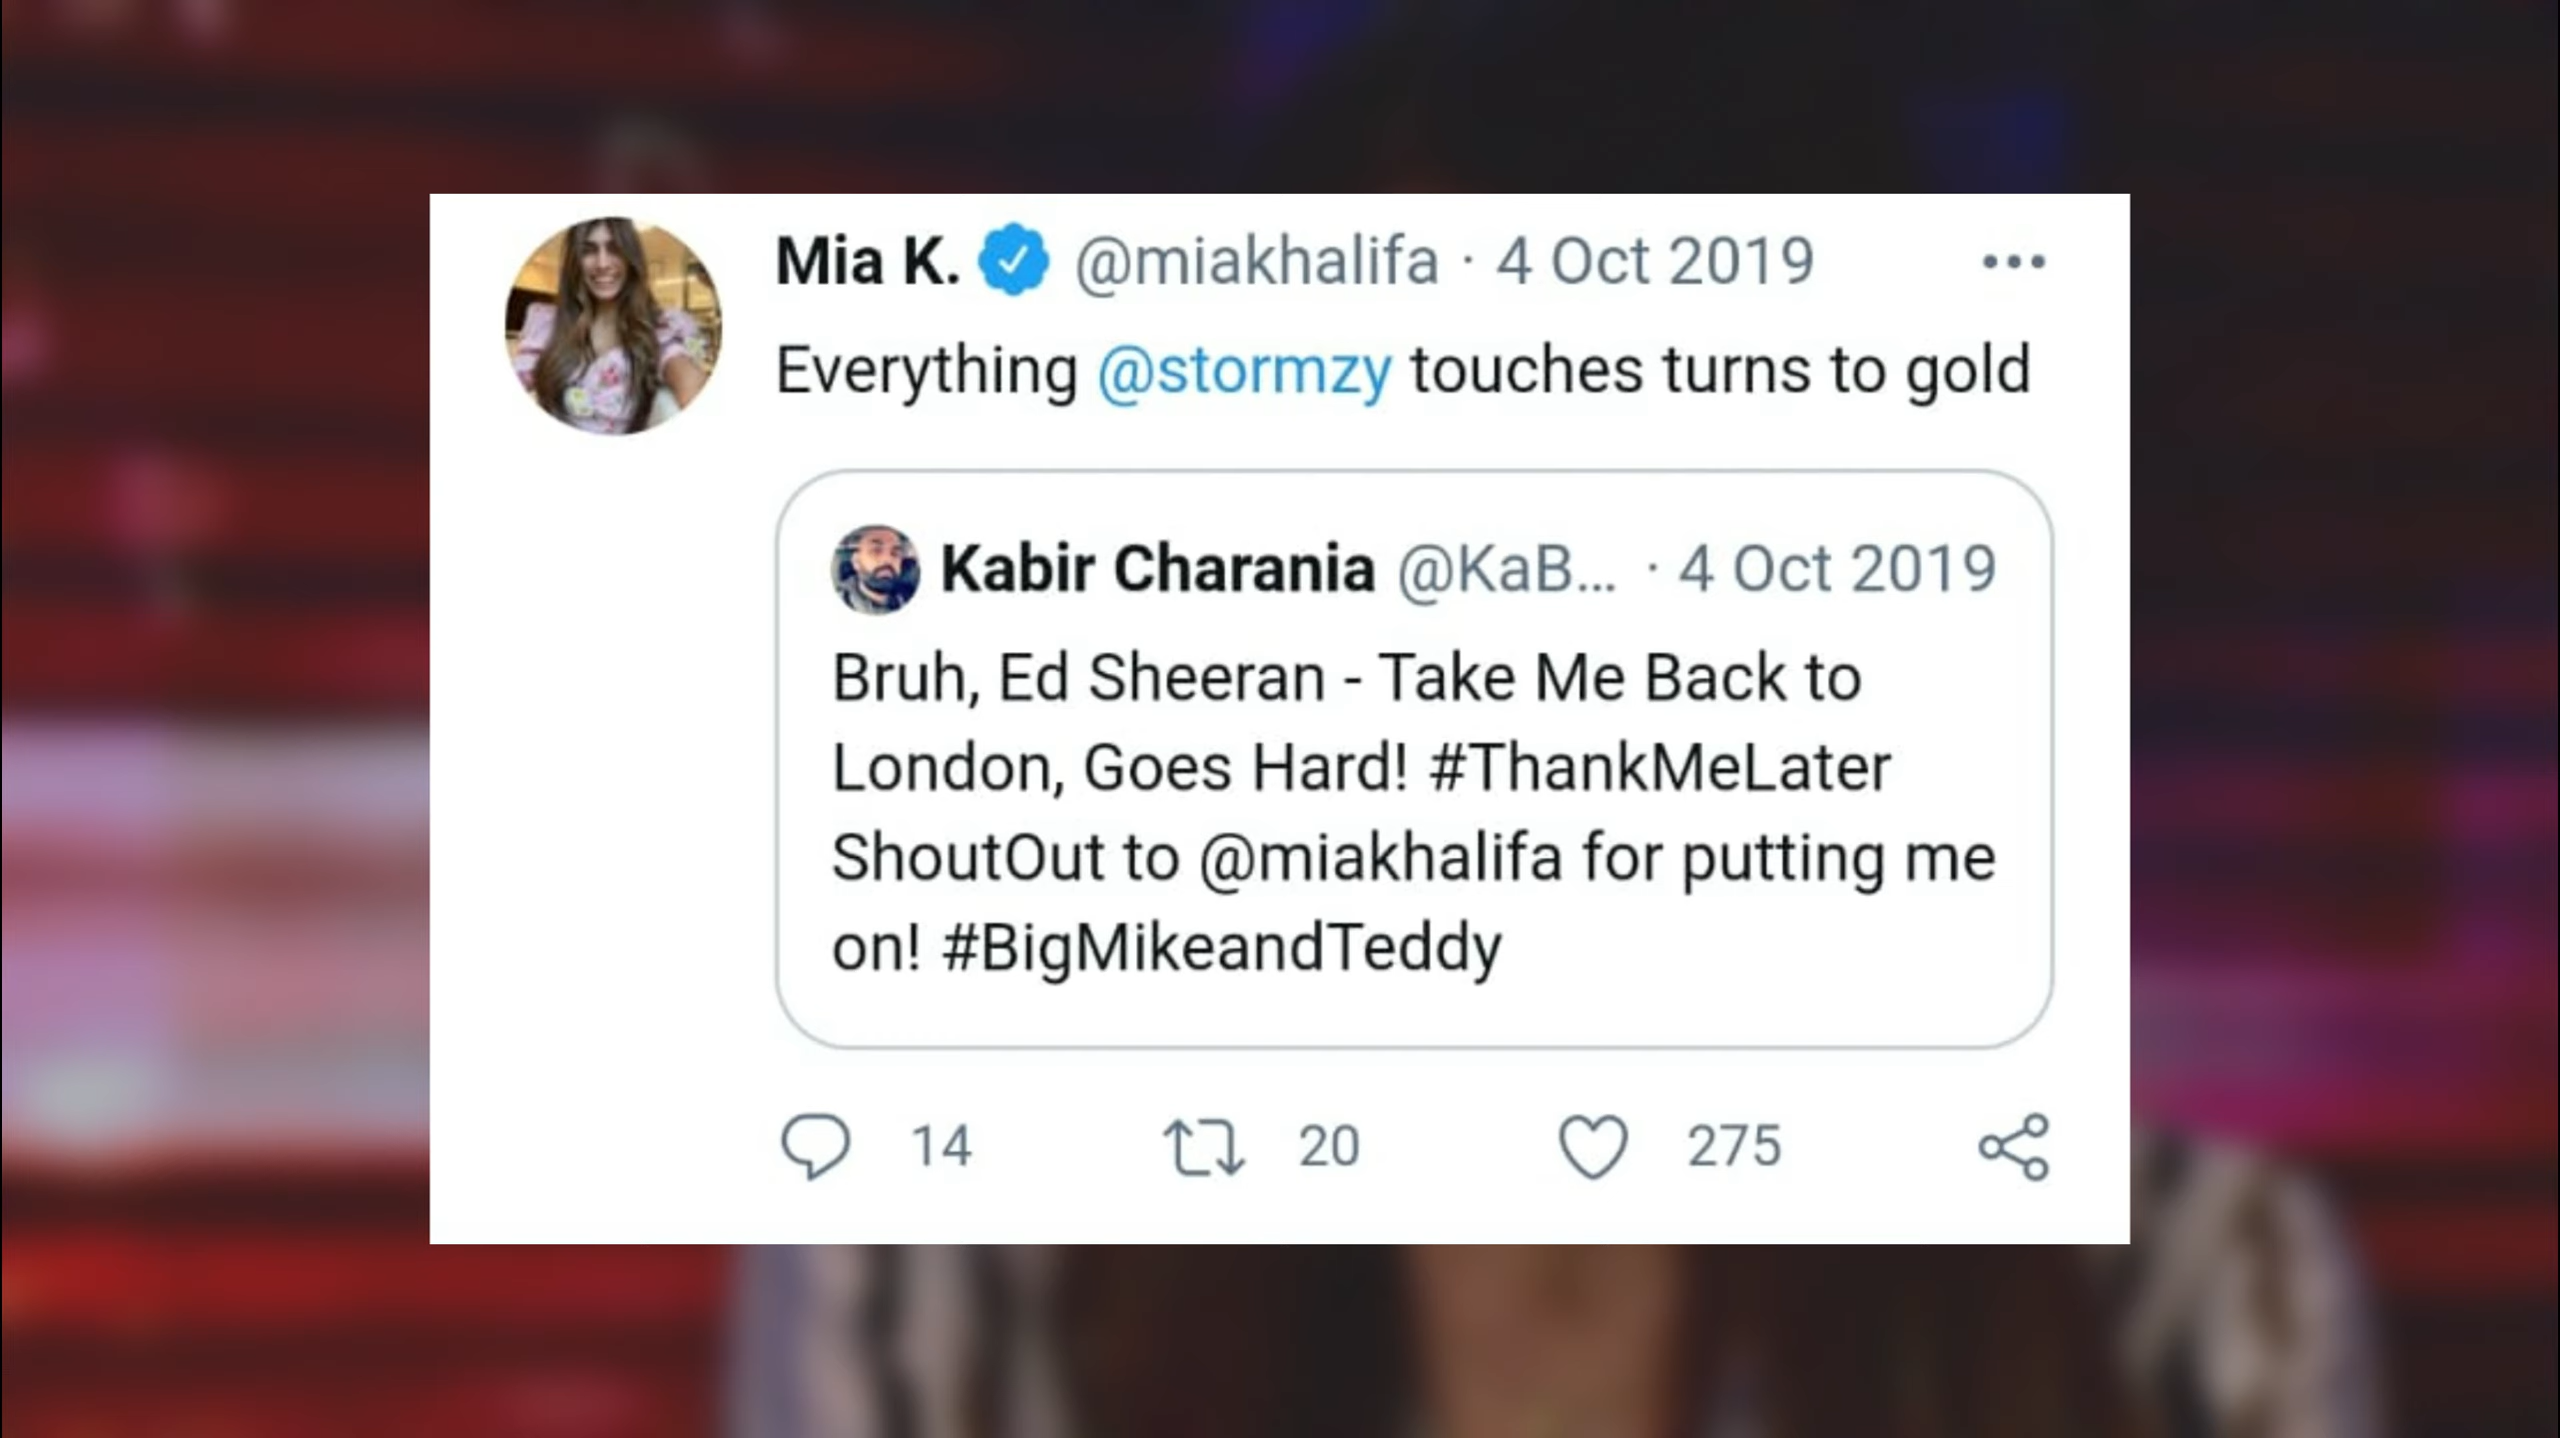 Mia K. @miakhalifa · 4 Oct 2019
Everything @stormzy touches turns to gold
Kabir Charania @KaB... · 4 Oct 2019
Bruh, Ed Sheeran - Take Me Back to
London, Goes Hard! #ThankMeLater
ShoutOut to @miakhalifa for putting me
on! #BigMikeandTeddy
14 20 275